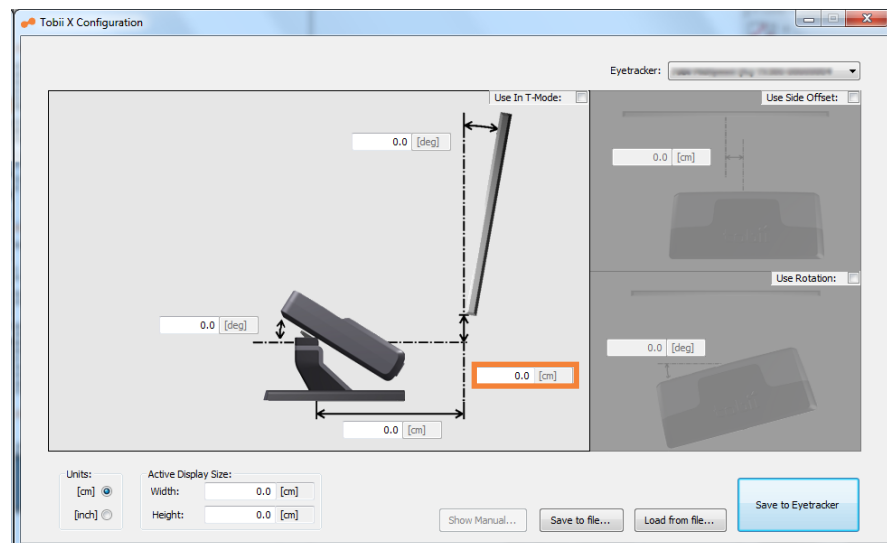 Tobii X Configuration
Eyetracker:
Use In T-Mode:
Use Side Offset:
0.0 [deg]
0.0 [cm]
Use Rotation:
0.0 [deg]
0.0 [deg]
0.0 [cm]
0.0 [cm]
Units:
[cm]
[inch]
Active Display Size:
Width: 0.0 [cm]
Height: 0.0 [cm]
Show Manual...
Save to file...
Load from file...
Save to Eyetracker